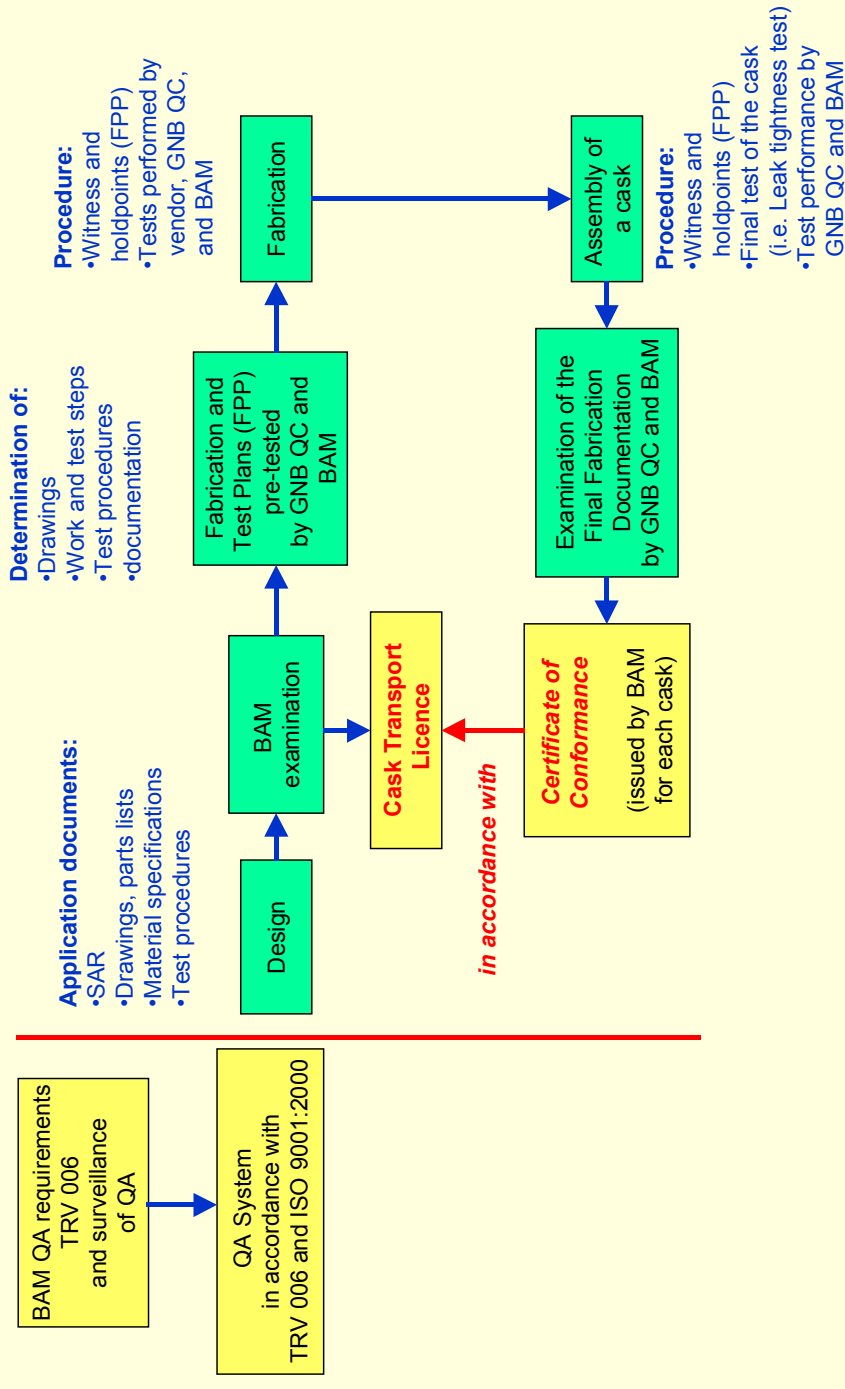 BAM QA requirements
TRV 006
and surveillance
of QA
QA System
in accordance with
TRV 006 and ISO 9001:2000
Application documents:
•SAR
•Drawings, parts lists
•Material specifications
•Test procedures
Design
BAM
examination
Determination of:
•Drawings
•Work and test steps
•Test procedures
•documentation
Fabrication and
Test Plans (FPP)
pre-tested
by GNB QC and
BAM
Procedure:
•Witness and
holdpoints (FPP)
•Tests performed by
vendor, GNB QC,
and BAM
Fabrication
Cask Transport
Licence
in accordance with
Certificate of
Conformance
(issued by BAM
for each cask)
Examination of the
Final Fabrication
Documentation
by GNB QC and BAM
Assembly of
a cask
Procedure:
•Witness and
holdpoints (FPP)
•Final test of the cask
(i.e. Leak tightness test)
•Test performance by
GNB QC and BAM